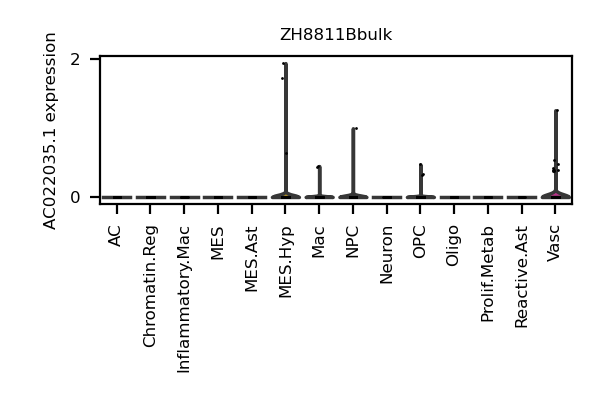 ZH8811Bbulk
AC022035.1 expression
2
0
AC
Chromatin.Reg
Inflammatory.Mac
MES
MES.Ast
MES.Hyp
Mac
NPC
Neuron
OPC
Oligo
Prolif.Metab
Reactive.Ast
Vasc